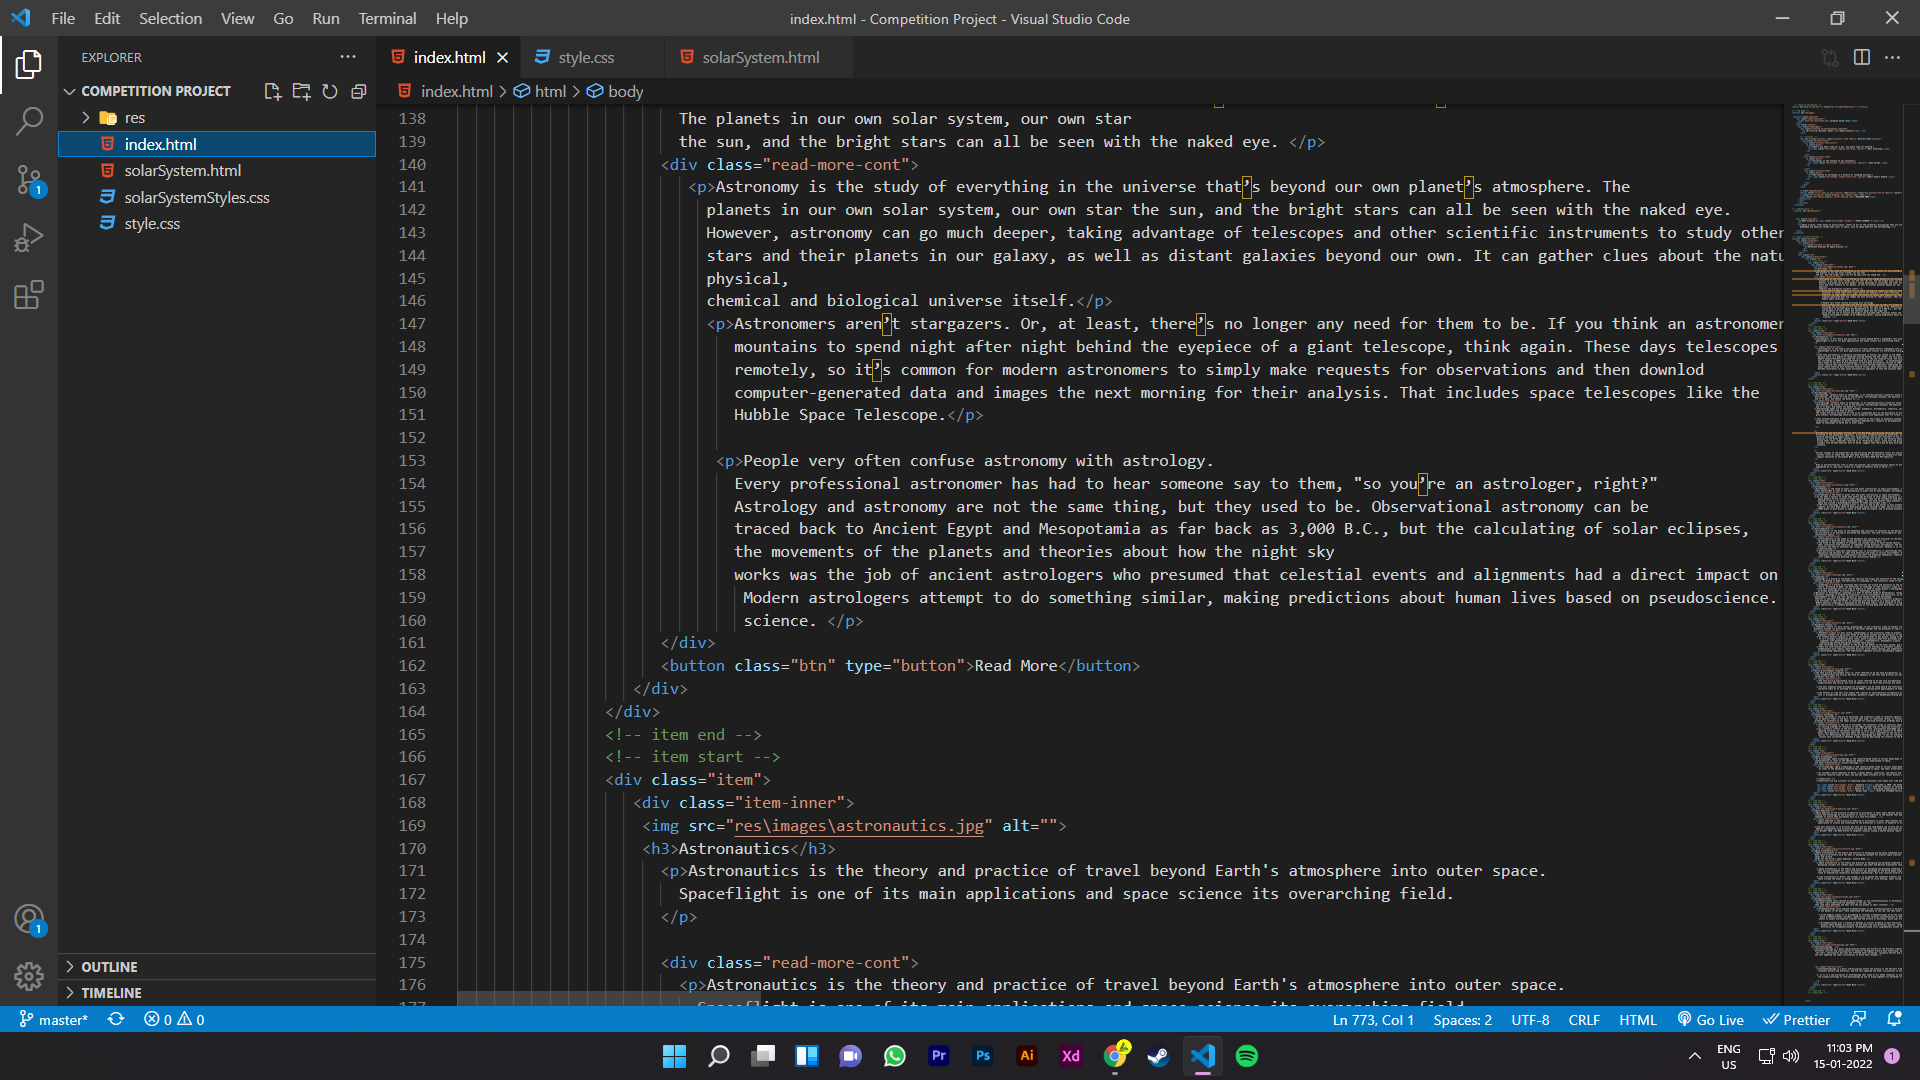 File Edit Selection View Go Run Terminal Help
index.html - Competition Project - Visual Studio Code
EXPLORER
COMPETITION PROJECT
res
index.html
solarSystem.html
solarSystemStyles.css
style.css
OUTLINE
TIMELINE
index.html style.css solarSystem.html
index.html > html > body
138 The planets in our own solar system, our own star
139 the sun, and the bright stars can all be seen with the naked eye. </p>
140 <div class="read-more-cont">
141 <p>Astronomy is the study of everything in the universe that’s beyond our own planet’s atmosphere. The
142 planets in our own solar system, our own star the sun, and the bright stars can all be seen with the naked eye.
143 However, astronomy can go much deeper, taking advantage of telescopes and other scientific instruments to study other
144 stars and their planets in our galaxy, as well as distant galaxies beyond our own. It can gather clues about the natu
145 physical,
146 chemical and biological universe itself.</p>
147 <p>Astronomers aren’t stargazers. Or, at least, there’s no longer any need for them to be. If you think an astronomer
148 mountains to spend night after night behind the eyepiece of a giant telescope, think again. These days telescopes
149 remotely, so it’s common for modern astronomers to simply make requests for observations and then downlod
150 computer-generated data and images the next morning for their analysis. That includes space telescopes like the
151 Hubble Space Telescope.</p>
152
153 <p>People very often confuse astronomy with astrology.
154 Every professional astronomer has had to hear someone say to them, "so you’re an astrologer, right?"
155 Astrology and astronomy are not the same thing, but they used to be. Observational astronomy can be
156 traced back to Ancient Egypt and Mesopotamia as far back as 3,000 B.C., but the calculating of solar eclipses,
157 the movements of the planets and theories about how the night sky
158 works was the job of ancient astrologers who presumed that celestial events and alignments had a direct impact on
159 Modern astrologers attempt to do something similar, making predictions about human lives based on pseudoscience.
160 science. </p>
161 </div>
162 <button class="btn" type="button">Read More</button>
163 </div>
164 </div>
165 <!-- item end -->
166 <!-- item start -->
167 <div class="item">
168 <div class="item-inner">
169 <img src="res\images\astronautics.jpg" alt="">
170 <h3>Astronautics</h3>
171 <p>Astronautics is the theory and practice of travel beyond Earth's atmosphere into outer space.
172 Spaceflight is one of its main applications and space science its overarching field.
173 </p>
174
175 <div class="read-more-cont">
176 <p>Astronautics is the theory and practice of travel beyond Earth's atmosphere into outer space.
177 Spaceflight is one of its main applications and space science its overarching field.
master* 0 0 Ln 773, Col 1 Spaces: 2 UTF-8 CRLF HTML Go Live Prettier
Pr Ps Ai Xd
ENG
US
11:03 PM
15-01-2022
1
1
1